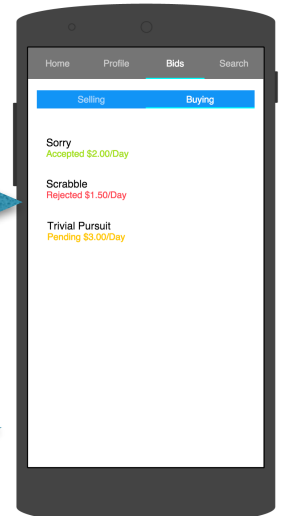 Home Profile Bids Search
Selling Buying
Sorry
Accepted $2.00/Day
Scrabble
Rejected $1.50/Day
Trivial Pursuit
Pending $3.00/Day